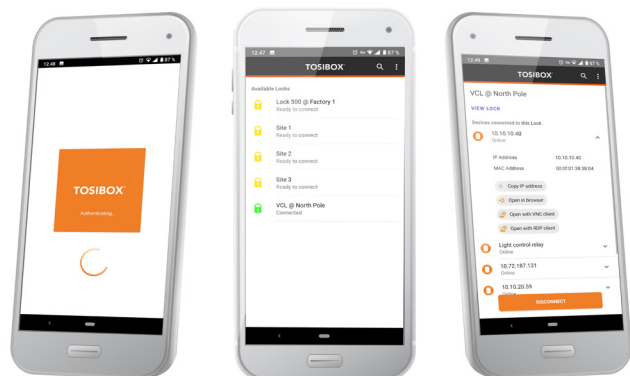 12.48
87 %
TOSIBOX
Authenticating...
12.47
87 %
TOSIBOX
Available Locks
Lock 500 @ Factory 1
Ready to connect
Site 1
Ready to connect
Site 2
Ready to connect
Site 3
Ready to connect
VCL @ North Pole
Connected
12.49
87 %
TOSIBOX
VCL @ North Pole
VIEW LOCK
Devices connected to this Lock
10.10.10.40
Online
IP Address 10.10.10.40
MAC Address
Copy IP address
Open in browser
Open with VNC client
Open with RDP client
Light control relay
Online
10.72.187.131
Online
10.10.20.59
Online
DISCONNECT